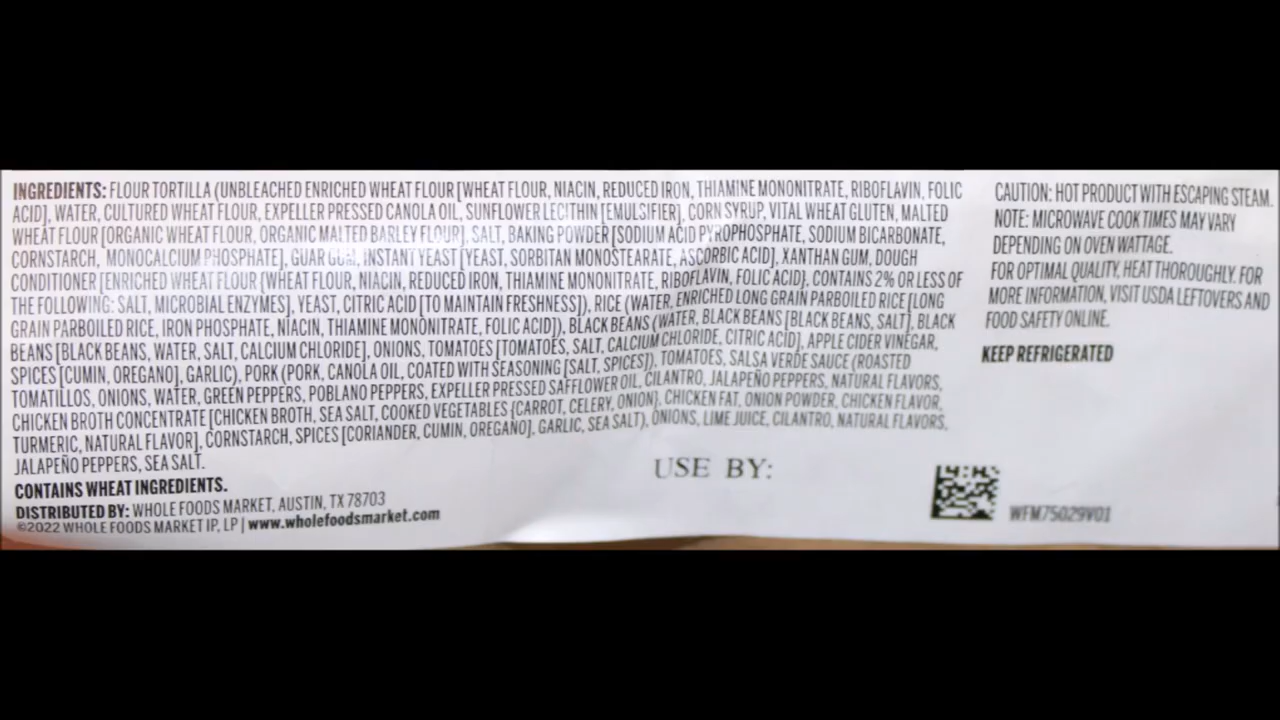 INGREDIENTS: FLOUR TORTILLA (UNBLEACHED ENRICHED WHEAT FLOUR [WHEAT FLOUR, NIACIN, REDUCED IRON, THIAMINE MONONITRATE, RIBOFLAVIN, FOLIC
ACID], WATER, CULTURED WHEAT FLOUR, EXPELLER PRESSED CANOLA OIL, SUNFLOWER LECITHIN [EMULSIFIER], CORN SYRUP, VITAL WHEAT GLUTEN, MALTED
WHEAT FLOUR [ORGANIC WHEAT FLOUR, ORGANIC MALTED BARLEY FLOUR], SALT, BAKING POWDER [SODIUM ACID PYROPHOSPHATE, SODIUM BICARBONATE,
CORNSTARCH, MONOCALCIUM PHOSPHATE], GUAR GUM, INSTANT YEAST [YEAST, SORBITAN MONOSTEARATE, ASCORBIC ACID], XANTHAN GUM, DOUGH
CONDITIONER [ENRICHED WHEAT FLOUR {WHEAT FLOUR, NIACIN, REDUCED IRON, THIAMINE MONONITRATE, RIBOFLAVIN, FOLIC ACID}, CONTAINS 2% OR LESS OF
THE FOLLOWING: SALT, MICROBIAL ENZYMES], YEAST, CITRIC ACID [TO MAINTAIN FRESHNESS]), RICE (WATER, ENRICHED LONG GRAIN PARBOILED RICE [LONG
GRAIN PARBOILED RICE, IRON PHOSPHATE, NIACIN, THIAMINE MONONITRATE, FOLIC ACID]), BLACK BEANS (WATER, BLACK BEANS [BLACK BEANS, SALT], BLACK
BEANS [BLACK BEANS, WATER, SALT, CALCIUM CHLORIDE], ONIONS, TOMATOES [TOMATOES, SALT, CALCIUM CHLORIDE, CITRIC ACID], APPLE CIDER VINEGAR,
SPICES [CUMIN, OREGANO], GARLIC), PORK (PORK, CANOLA OIL, COATED WITH SEASONING [SALT, SPICES]), TOMATOES, SALSA VERDE SAUCE (ROASTED
TOMATILLOS, ONIONS, WATER, GREEN PEPPERS, POBLANO PEPPERS, EXPELLER PRESSED SAFFLOWER OIL, CILANTRO, JALAPEÑO PEPPERS, NATURAL FLAVORS,
CHICKEN BROTH CONCENTRATE [CHICKEN BROTH, SEA SALT, COOKED VEGETABLES {CARROT, CELERY, ONION}, CHICKEN FAT, ONION POWDER, CHICKEN FLAVOR,
TURMERIC, NATURAL FLAVOR], CORNSTARCH, SPICES [CORIANDER, CUMIN, OREGANO], GARLIC, SEA SALT), ONIONS, LIME JUICE, CILANTRO, NATURAL FLAVORS,
JALAPEÑO PEPPERS, SEA SALT.
CONTAINS WHEAT INGREDIENTS.
DISTRIBUTED BY: WHOLE FOODS MARKET, AUSTIN, TX 78703
©2022 WHOLE FOODS MARKET IP, LP | www.wholefoodsmarket.com
USE BY:
CAUTION: HOT PRODUCT WITH ESCAPING STEAM.
NOTE: MICROWAVE COOK TIMES MAY VARY
DEPENDING ON OVEN WATTAGE.
FOR OPTIMAL QUALITY, HEAT THOROUGHLY. FOR
MORE INFORMATION, VISIT USDA LEFTOVERS AND
FOOD SAFETY ONLINE.
KEEP REFRIGERATED
WFM75029V01